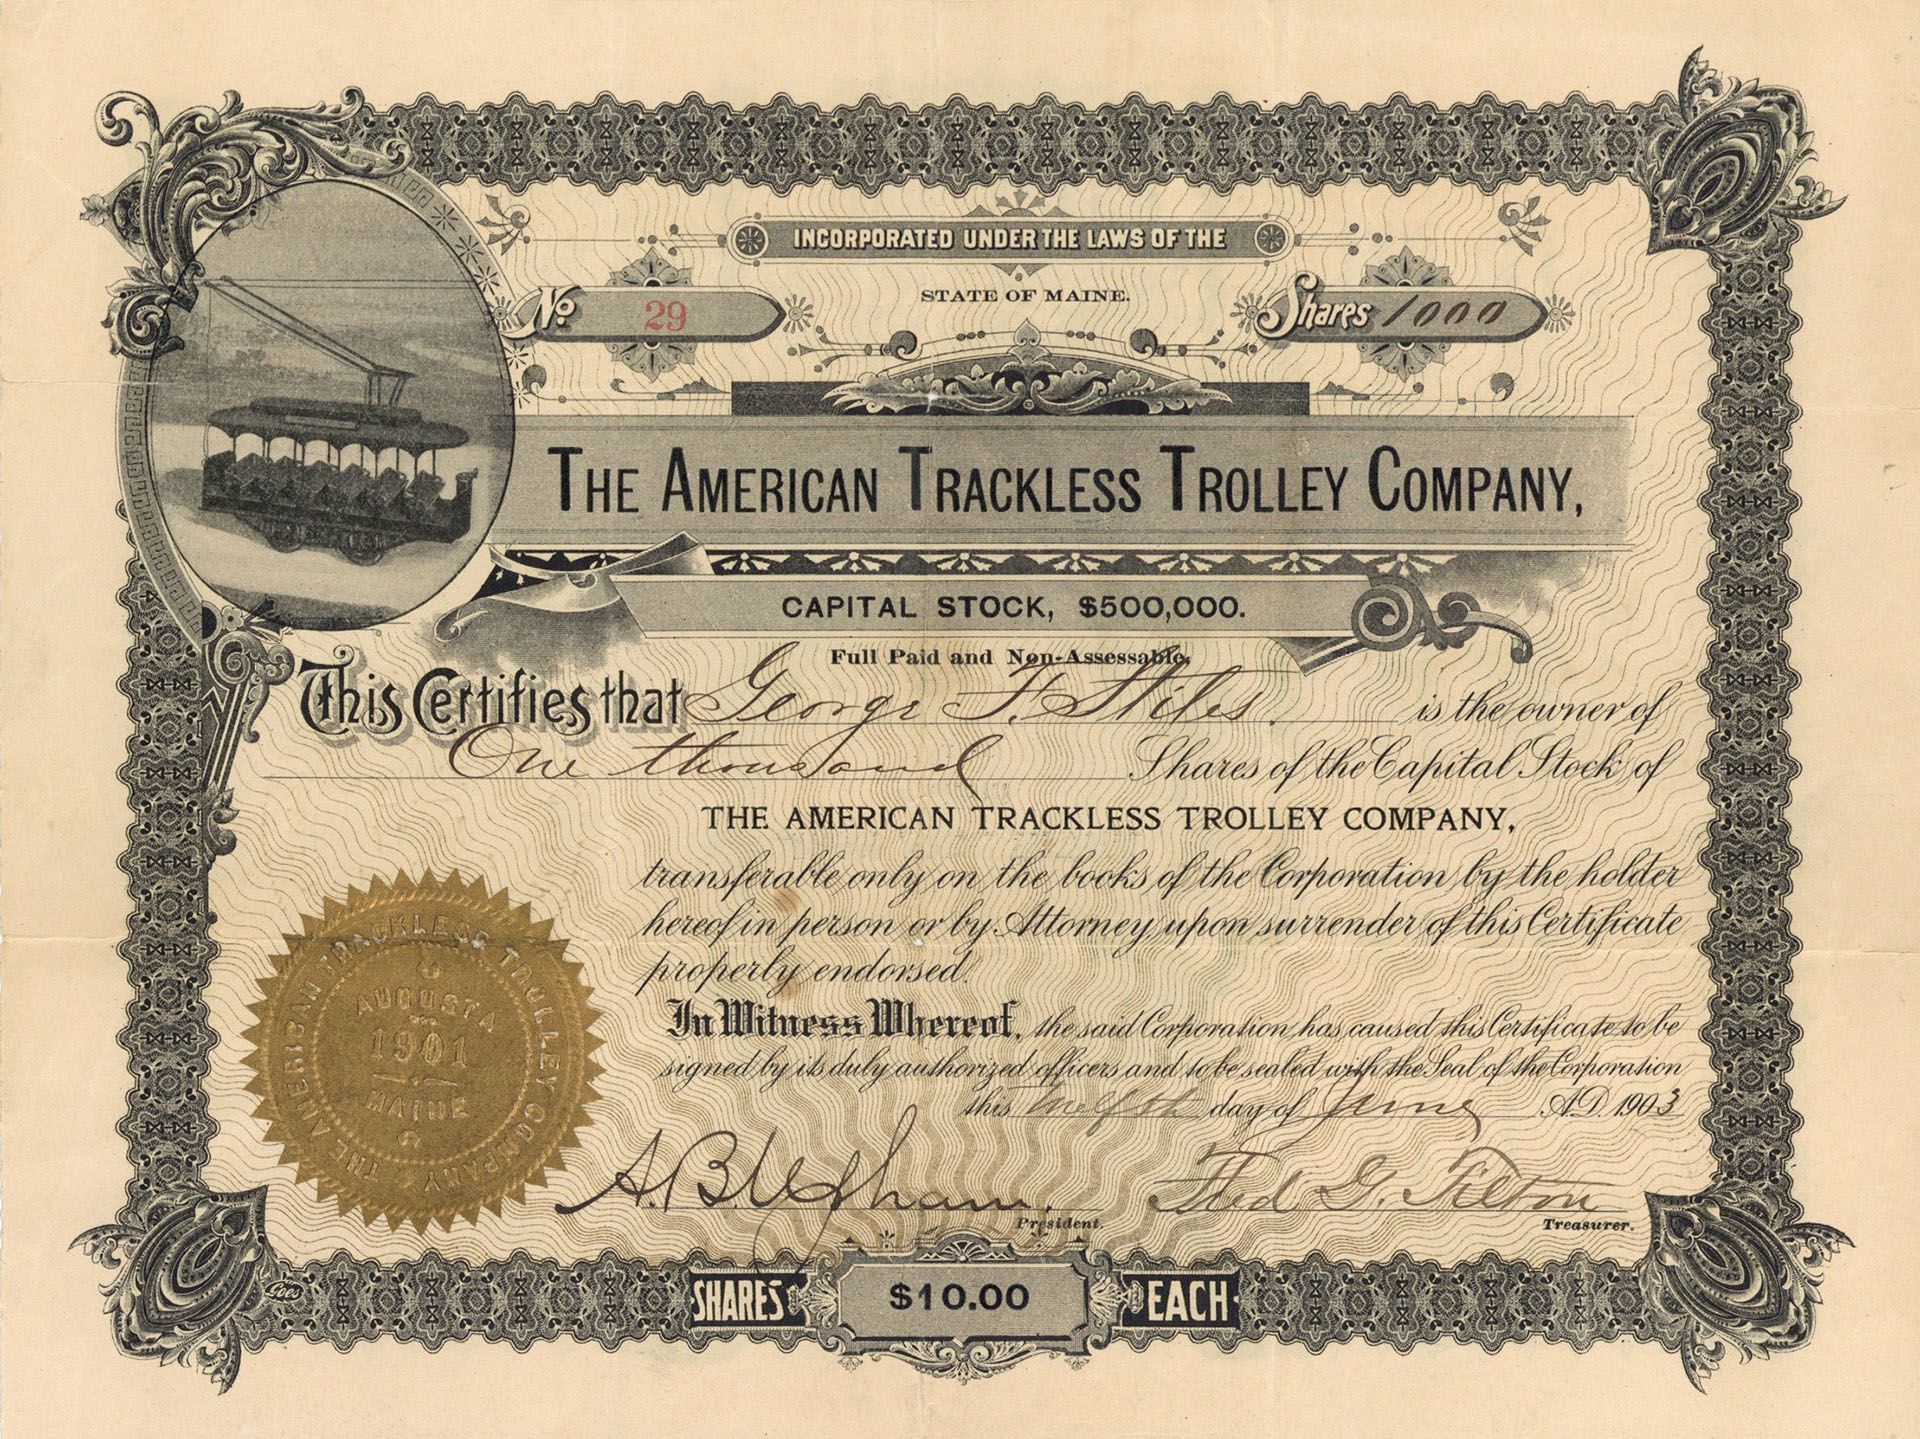 INCORPORATED UNDER THE LAWS OF THE
STATE OF MAINE.
No 29
Shares 1000
THE AMERICAN TRACKLESS TROLLEY COMPANY,
CAPITAL STOCK, $500,000.
Full Paid and Non-Assessable.
This Certifies that George F. Stiles. is the owner of
One thousand Shares of the Capital Stock of
THE AMERICAN TRACKLESS TROLLEY COMPANY,
transferable only on the books of the Corporation by the holder
hereof in person or by Attorney upon surrender of this Certificate
properly endorsed.
In Witness Whereof, the said Corporation has caused this Certificate to be
signed by its duly authorized officers and to be sealed with the Seal of the Corporation
this Twelfth day of June A.D. 1903
A. B. Upham.
President.
Fred G. Tilton
Treasurer.
THE AMERICAN TRACKLESS TROLLEY COMPANY
AUGUSTA
1901
MAINE
Goes
SHARES $10.00 EACH